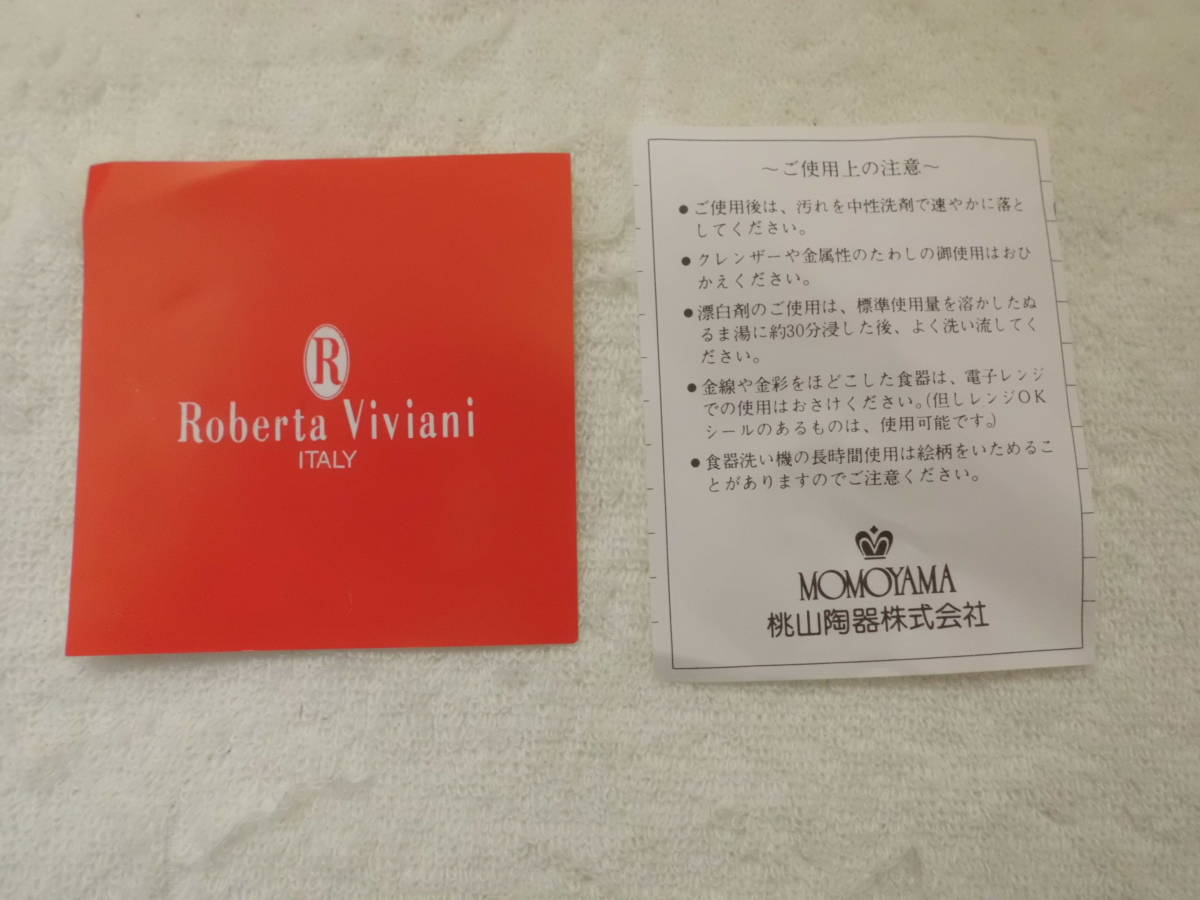 R
Roberta Viviani
ITALY
～ご使用上の注意～
●ご使用後は、汚れを中性洗剤で速やかに落と
してください。
●クレンザーや金属性のたわしの御使用はおひ
かえください。
●漂白剤のご使用は、標準使用量を溶かしたぬ
るま湯に約30分浸した後、よく洗い流してく
ださい。
●金線や金彩をほどこした食器は、電子レンジ
での使用はおさけください。(但しレンジOK
シールのあるものは、使用可能です。)
●食器洗い機の長時間使用は絵柄をいためるこ
とがありますのでご注意ください。
MOMOYAMA
桃山陶器株式会社